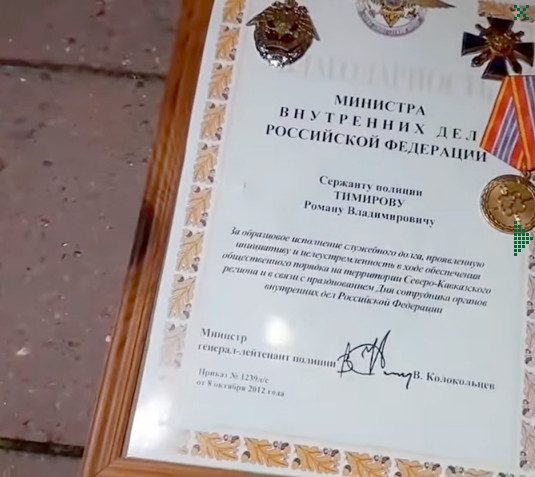 БЛАГОДАРНОСТЬ
МИНИСТРА
ВНУТРЕННИХ ДЕЛ
РОССИЙСКОЙ ФЕДЕРАЦИИ
Сержанту полиции
ТИМИРОВУ
Роману Владимировичу
За образцовое исполнение служебного долга, проявленную
инициативу и целеустремленность в ходе обеспечения
общественного порядка на территории Северо-Кавказского
региона и в связи с празднованием Дня сотрудника органов
внутренних дел Российской Федерации
Министр
генерал-лейтенант полиции
В. Колокольцев
Приказ № 1239л/с
от 8 октября 2012 года